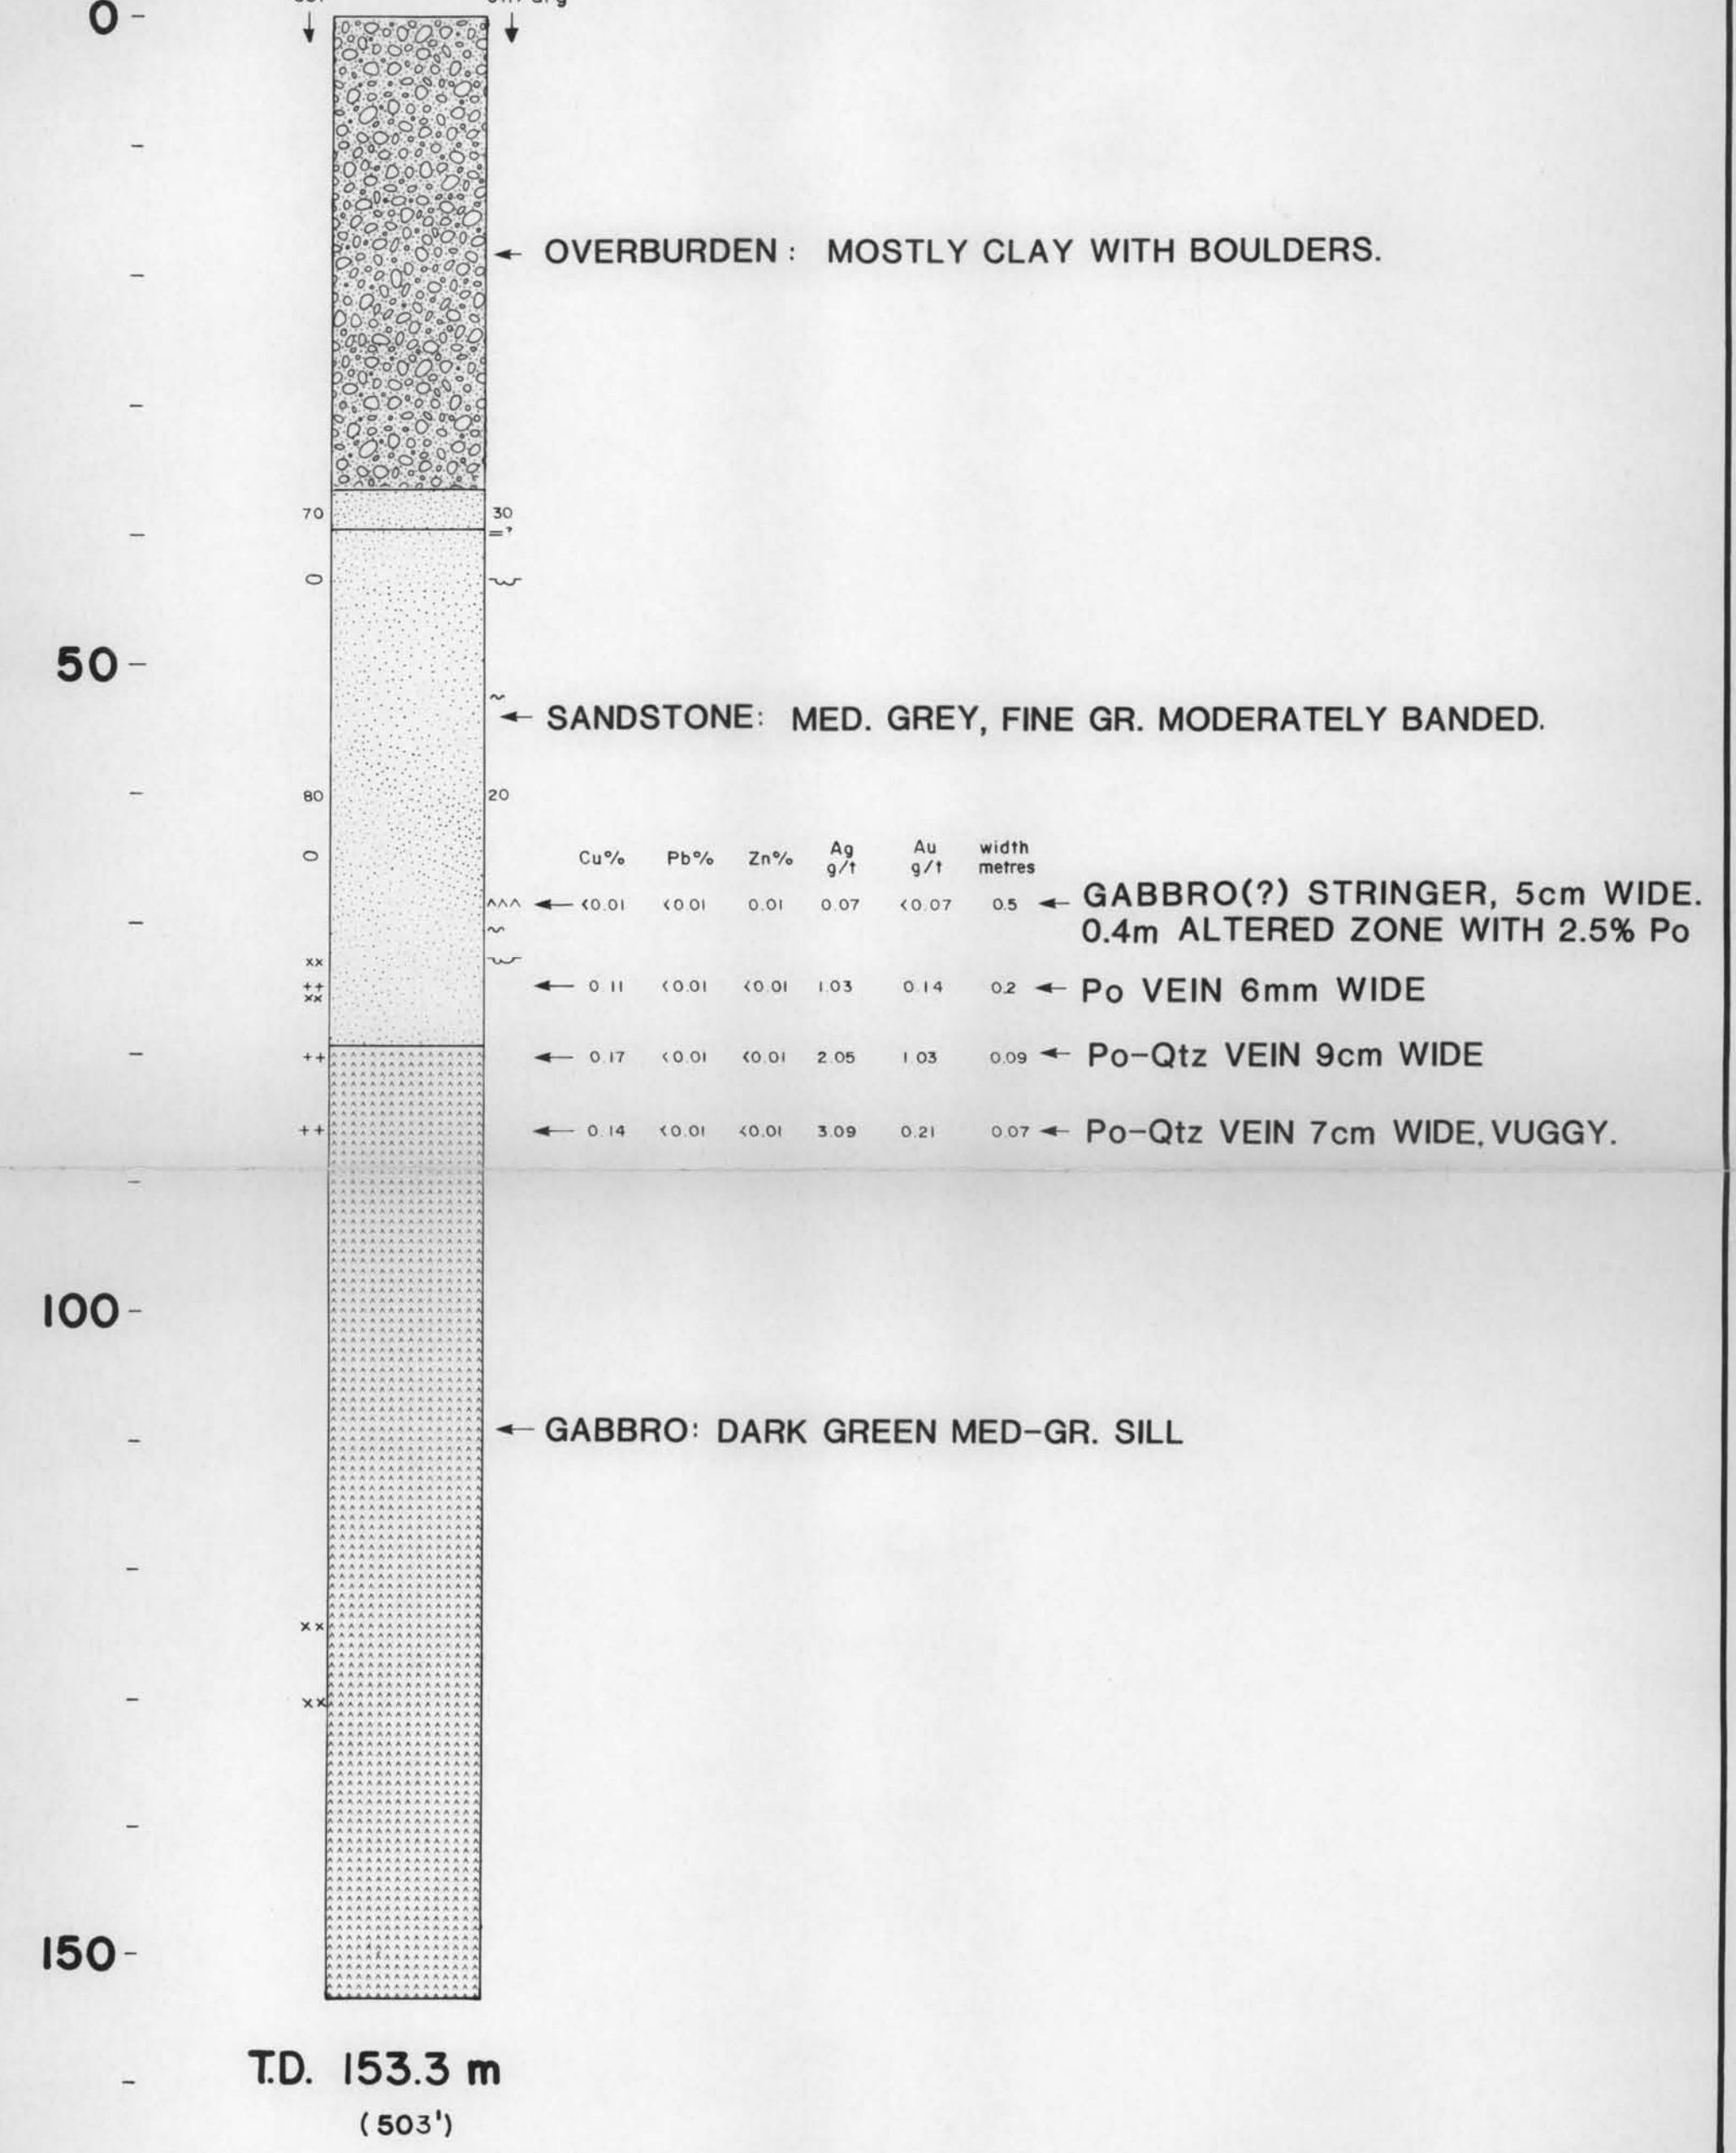 0
OVERBURDEN: MOSTLY CLAY WITH BOULDERS.
70 30
=?
50
SANDSTONE: MED. GREY, FINE GR. MODERATELY BANDED.
80 20
Cu% Pb% Zn% Ag g/t Au g/t width metres
<0.01 <0.01 0.01 0.07 <0.07 0.5 GABBRO(?) STRINGER, 5cm WIDE.
0.4m ALTERED ZONE WITH 2.5% Po
xx
++
xx
0.11 <0.01 <0.01 1.03 0.14 0.2 Po VEIN 6mm WIDE
++ 0.17 <0.01 <0.01 2.05 1.03 0.09 Po-Qtz VEIN 9cm WIDE
++ 0.14 <0.01 <0.01 3.09 0.21 0.07 Po-Qtz VEIN 7cm WIDE, VUGGY.
100
GABBRO: DARK GREEN MED-GR. SILL
xx
xx
150
T.D. 153.3 m
(503')